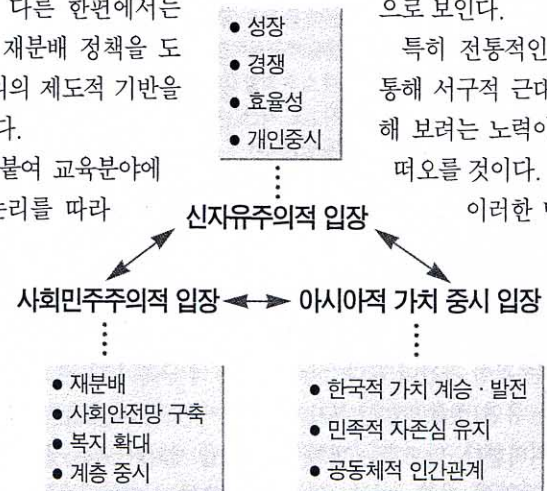 다른 한편에서는
재분배 정책을 도
의 제도적 기반을
다.
붙여 교육분야에
논리를 따라
● 성장
● 경쟁
● 효율성
● 개인중시
으로 보인다.
특히 전통적인
통해 서구적 근대
해 보려는 노력이
떠오를 것이다.
이러한
신자유주의적 입장
사회민주주의적 입장
아시아적 가치 중시 입장
● 재분배
● 사회안전망 구축
● 복지 확대
● 계층 중시
● 한국적 가치 계승 · 발전
● 민족적 자존심 유지
● 공동체적 인간관계